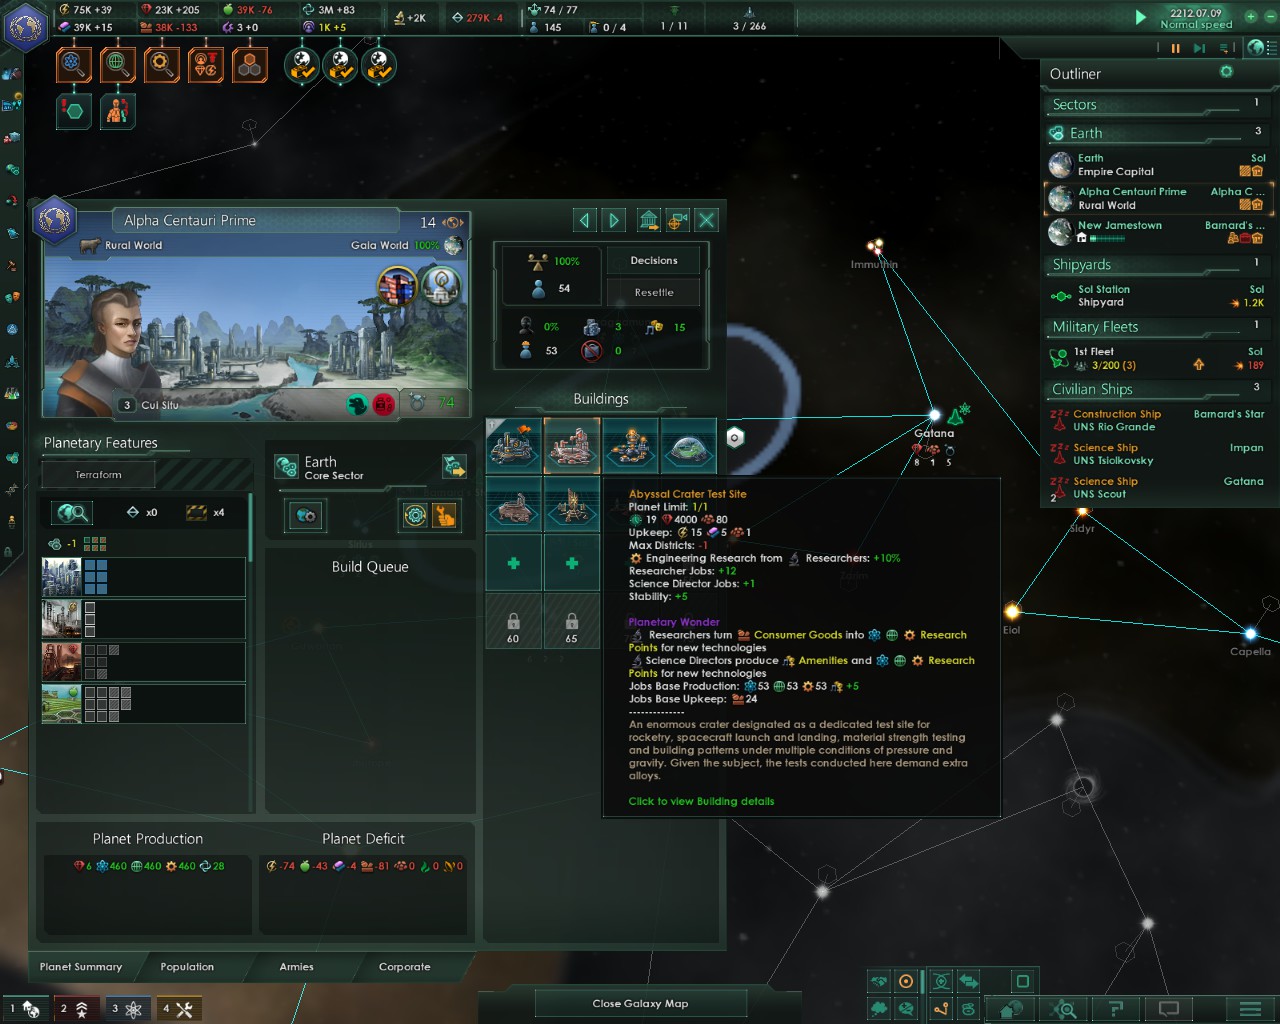 75K +39
23K +205
39K -76
3M +83
+2K
279K -4
74 / 77
39K +15
38K -133
3 +0
1K +5
145
0 / 4
1 / 11
3 / 266
2212.07.09
Normal speed
Outliner
Sectors 1
Earth 3
Earth Sol
Empire Capital
Alpha Centauri Prime Alpha C ...
Rural World
New Jamestown Barnard's ...
Shipyards 1
Sol Station Sol
Shipyard 1.2K
Military Fleets 1
1st Fleet Sol
3/200 (3) 189
Civilian Ships 3
Construction Ship Barnard's Star
UNS Rio Grande
Science Ship Impan
UNS Tsiolkovsky
Science Ship Gatana
2 UNS Scout
Alpha Centauri Prime
14
Rural World
Gaia World 100%
3 Cui Situ
74
100%
Decisions
54
Resettle
0% 3 15
53 0
Buildings
60 65
Planetary Features
Terraform
x0 x4
-1
Earth
Core Sector
Build Queue
Planet Production
6 460 460 460 28
Planet Deficit
-74 -43 -4 -81 0 0 0
Planet Summary
Population
Armies
Corporate
Abyssal Crater Test Site
Planet Limit: 1/1
19 4000 80
Upkeep: 15 5 1
Max Districts: -1
Engineering Research from Researchers: +10%
Researcher Jobs: +12
Science Director Jobs: +1
Stability: +5
Planetary Wonder
Researchers turn Consumer Goods into Research
Points for new technologies
Science Directors produce Amenities and Research
Points for new technologies
Jobs Base Production: 53 53 53 +5
Jobs Base Upkeep: 24
--------------
An enormous crater designated as a dedicated test site for
rocketry, spacecraft launch and landing, material strength testing
and building patterns under multiple conditions of pressure and
gravity. Given the subject, the tests conducted here demand extra
alloys.
Click to view Building details
Immuthin
Gatana
8 1 5
Sidyr
Eiol
Capella
1 2 3 4
Close Galaxy Map